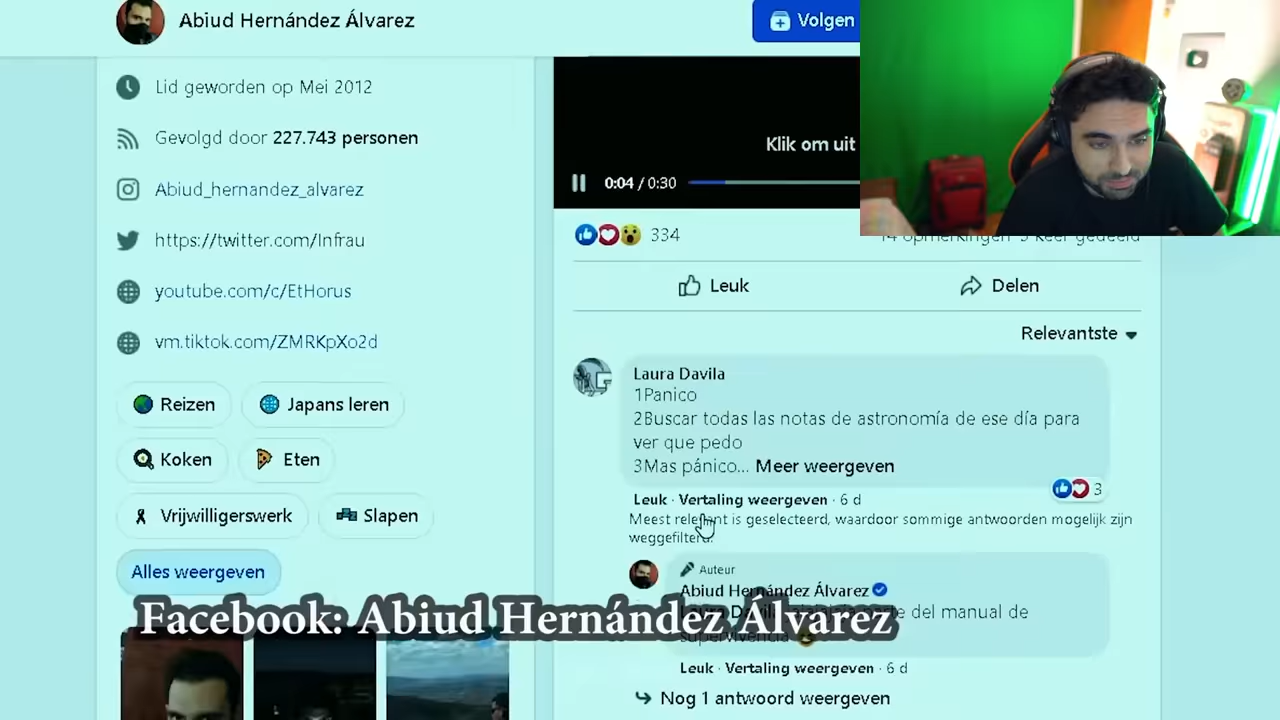 Abiud Hernández Álvarez
Volgen
Lid geworden op Mei 2012
Gevolgd door 227.743 personen
Abiud_hernandez_alvarez
https://twitter.com/Infrau
youtube.com/c/EtHorus
vm.tiktok.com/ZMRKpXo2d
Reizen
Japans leren
Koken
Eten
Vrijwilligerswerk
Slapen
Alles weergeven
Klik om uit
0:04 / 0:30
334
14 opmerkingen
Leuk
Delen
Relevantste
Laura Davila
1Panico
2Buscar todas las notas de astronomía de ese día para
ver que pedo
3Mas pánico... Meer weergeven
3
Leuk · Vertaling weergeven · 6 d
Meest relevant is geselecteerd, waardoor sommige antwoorden mogelijk zijn
weggefilterd.
Auteur
Abiud Hernández Álvarez
Laura Davila del manual de
supervivencia
Leuk · Vertaling weergeven · 6 d
Nog 1 antwoord weergeven
Facebook: Abiud Hernández Álvarez